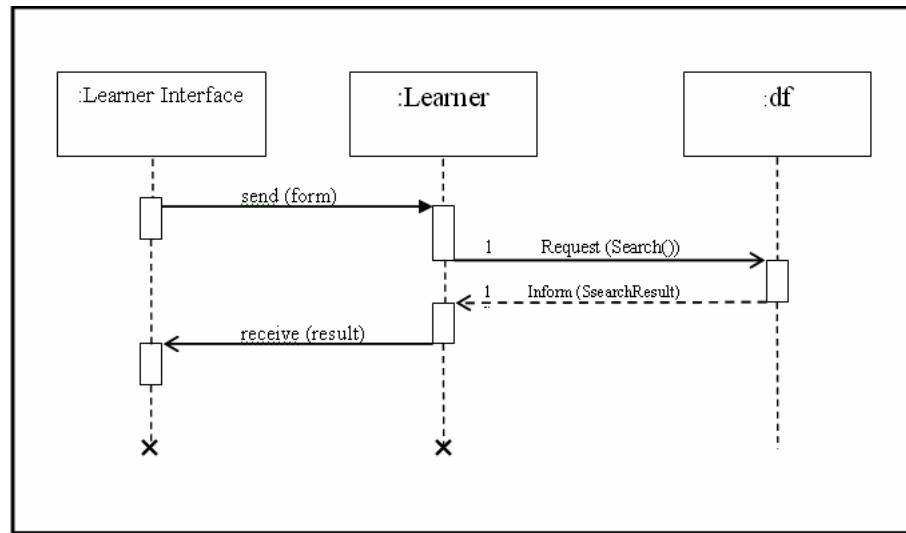 :Learner Interface
:Learner
:df
send (form)
1 Request (Search())
1 Inform (SsearchResult)
receive (result)